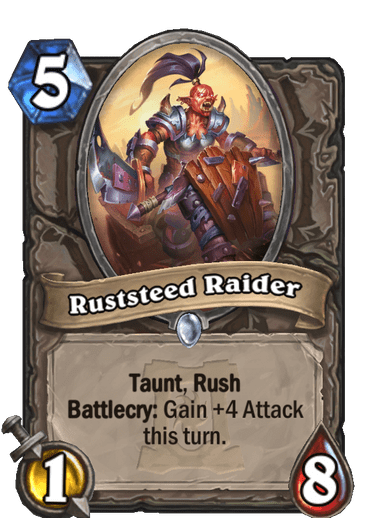 5
Ruststeed Raider
Taunt, Rush
Battlecry: Gain +4 Attack
this turn.
1
8